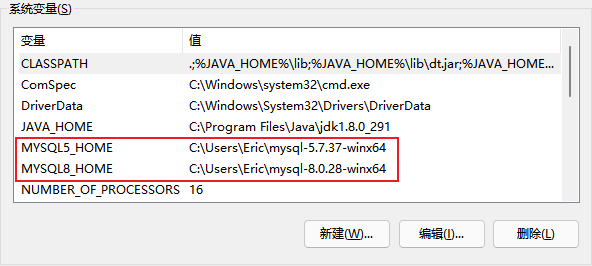 系统变量(S)
变量 值
CLASSPATH .;%JAVA_HOME%\lib;%JAVA_HOME%\lib\dt.jar;%JAVA_HOME...
ComSpec C:\Windows\system32\cmd.exe
DriverData C:\Windows\System32\Drivers\DriverData
JAVA_HOME C:\Program Files\Java\jdk1.8.0_291
MYSQL5_HOME C:\Users\Eric\mysql-5.7.37-winx64
MYSQL8_HOME C:\Users\Eric\mysql-8.0.28-winx64
NUMBER_OF_PROCESSORS 16
新建(W)... 编辑(I)... 删除(L)